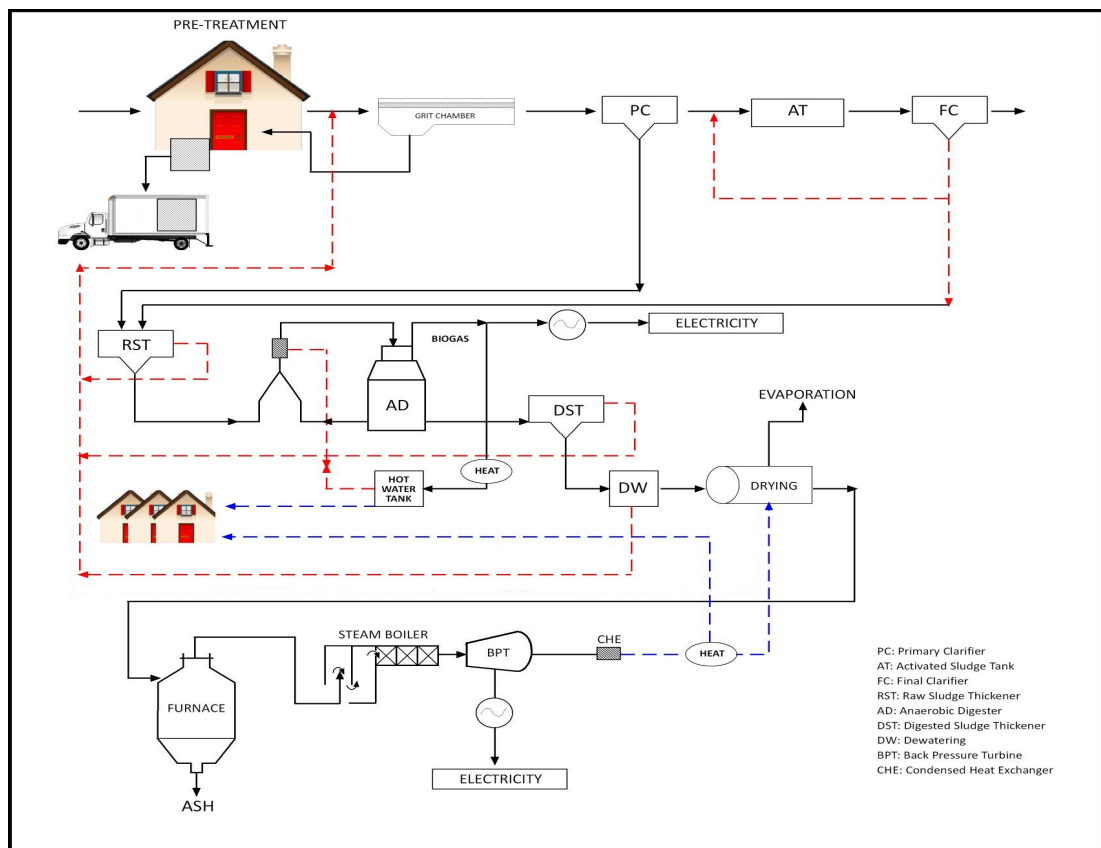 PRE-TREATMENT
GRIT CHAMBER
PC
AT
FC
RST
BIOGAS
ELECTRICITY
AD
DST
EVAPORATION
HEAT
HOT
WATER
TANK
DW
DRYING
STEAM BOILER
BPT
CHE
HEAT
FURNACE
ELECTRICITY
ASH
PC: Primary Clarifier
AT: Activated Sludge Tank
FC: Final Clarifier
RST: Raw Sludge Thickener
AD: Anaerobic Digester
DST: Digested Sludge Thickener
DW: Dewatering
BPT: Back Pressure Turbine
CHE: Condensed Heat Exchanger